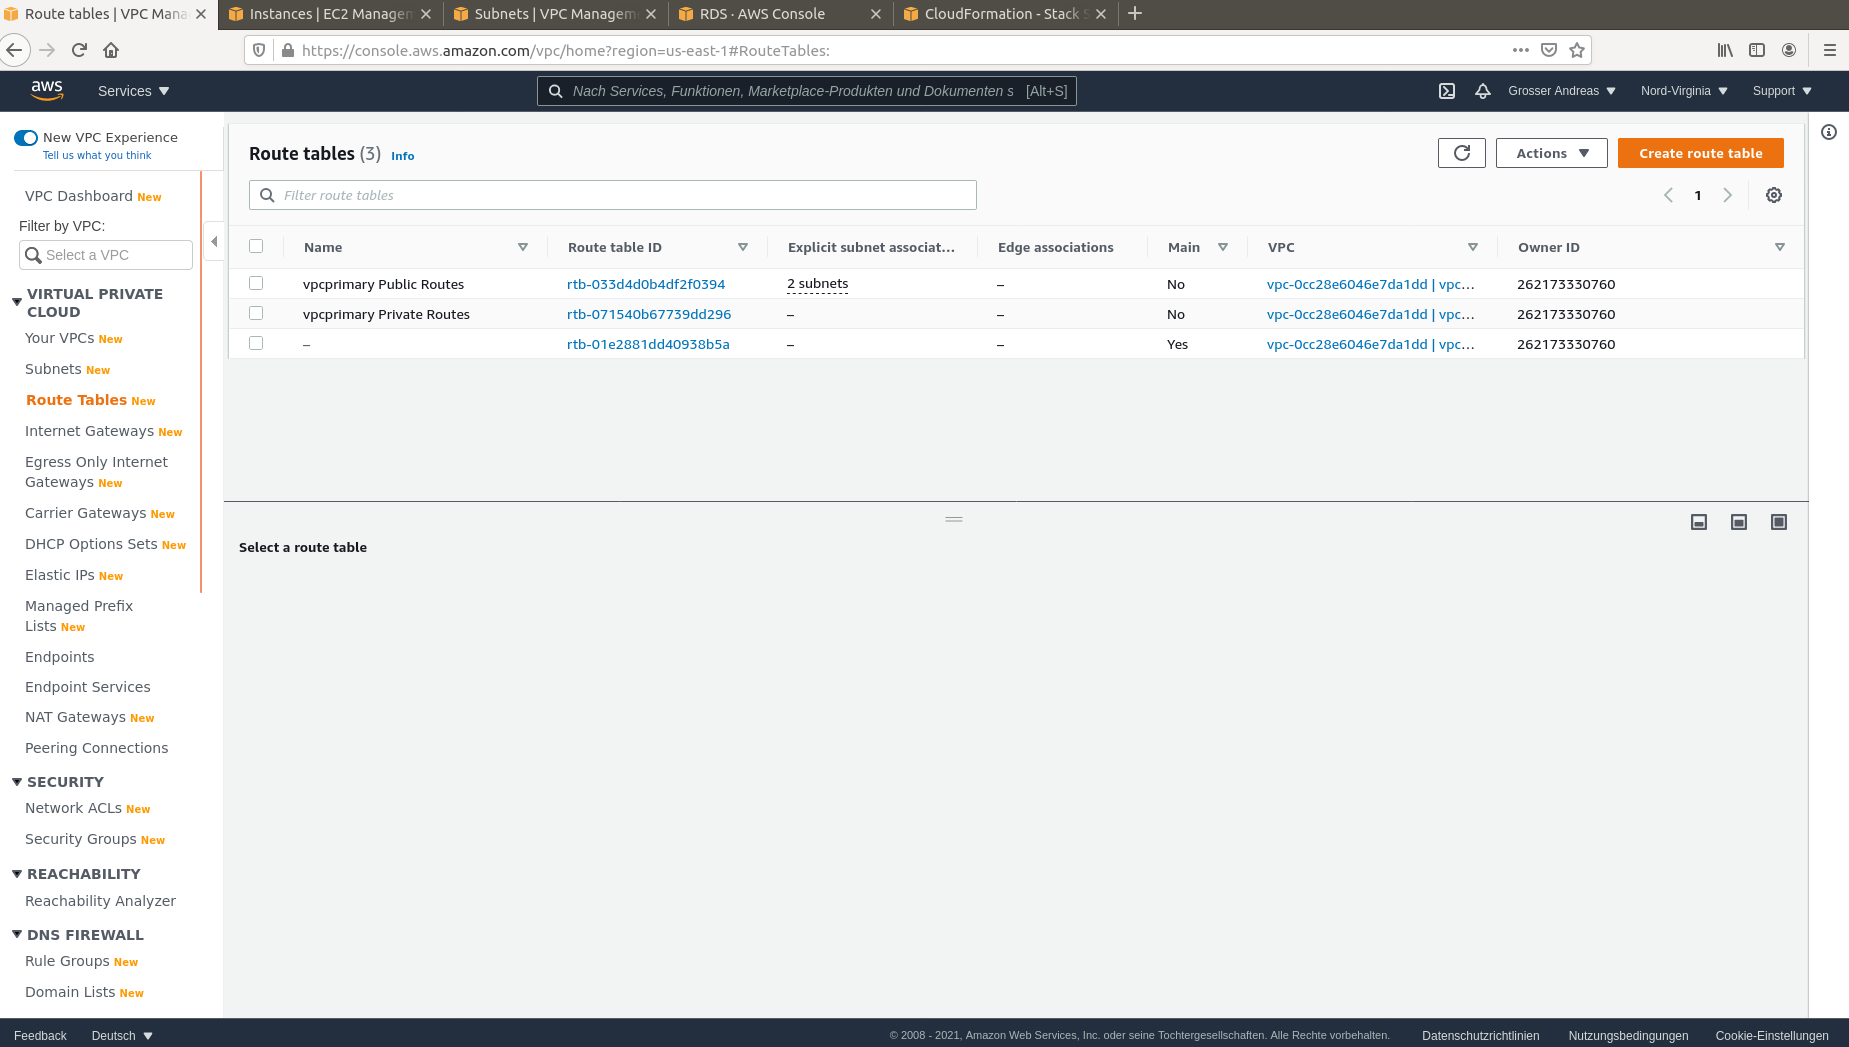 Route tables | VPC Mana
Instances | EC2 Managem
Subnets | VPC Managem
RDS · AWS Console
CloudFormation - Stack S
https://console.aws.amazon.com/vpc/home?region=us-east-1#RouteTables:
aws
Services
Nach Services, Funktionen, Marketplace-Produkten und Dokumenten s
[Alt+S]
Grosser Andreas
Nord-Virginia
Support
New VPC Experience
Tell us what you think
VPC Dashboard New
Filter by VPC:
Select a VPC
VIRTUAL PRIVATE
CLOUD
Your VPCs New
Subnets New
Route Tables New
Internet Gateways New
Egress Only Internet
Gateways New
Carrier Gateways New
DHCP Options Sets New
Elastic IPs New
Managed Prefix
Lists New
Endpoints
Endpoint Services
NAT Gateways New
Peering Connections
SECURITY
Network ACLs New
Security Groups New
REACHABILITY
Reachability Analyzer
DNS FIREWALL
Rule Groups New
Domain Lists New
Route tables (3) Info
Actions
Create route table
Filter route tables
1
Name Route table ID Explicit subnet associat... Edge associations Main VPC Owner ID
vpcprimary Public Routes rtb-033d4d0b4df2f0394 2 subnets – No vpc-0cc28e6046e7da1dd | vpc... 262173330760
vpcprimary Private Routes rtb-071540b67739dd296 – – No vpc-0cc28e6046e7da1dd | vpc... 262173330760
– rtb-01e2881dd40938b5a – – Yes vpc-0cc28e6046e7da1dd | vpc... 262173330760
Select a route table
Feedback
Deutsch
© 2008 - 2021, Amazon Web Services, Inc. oder seine Tochtergesellschaften. Alle Rechte vorbehalten.
Datenschutzrichtlinien
Nutzungsbedingungen
Cookie-Einstellungen